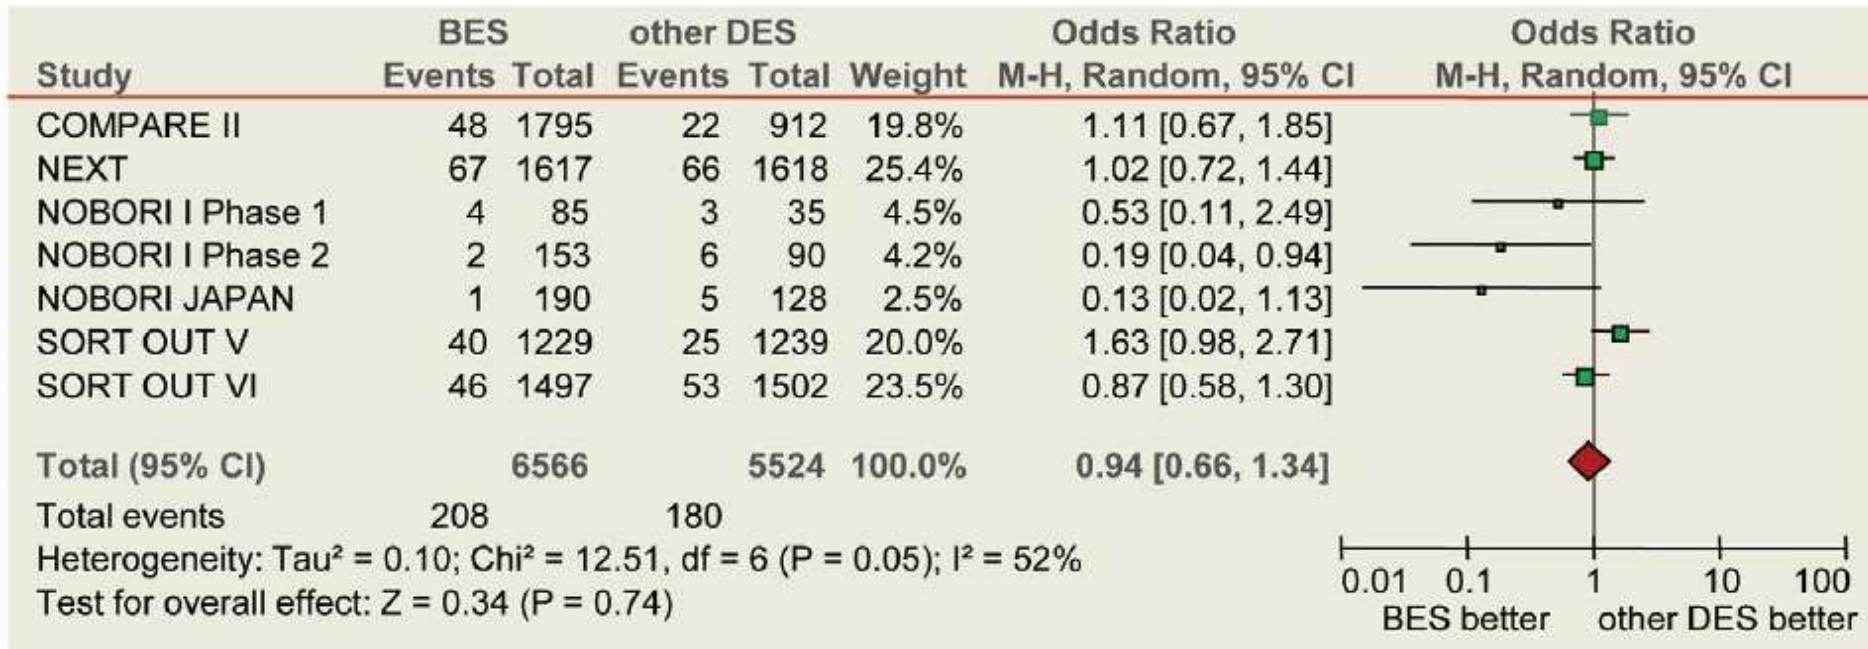 BES other DES Odds Ratio Odds Ratio
Study Events Total Events Total Weight M-H, Random, 95% CI M-H, Random, 95% CI
COMPARE II 48 1795 22 912 19.8% 1.11 [0.67, 1.85]
NEXT 67 1617 66 1618 25.4% 1.02 [0.72, 1.44]
NOBORI I Phase 1 4 85 3 35 4.5% 0.53 [0.11, 2.49]
NOBORI I Phase 2 2 153 6 90 4.2% 0.19 [0.04, 0.94]
NOBORI JAPAN 1 190 5 128 2.5% 0.13 [0.02, 1.13]
SORT OUT V 40 1229 25 1239 20.0% 1.63 [0.98, 2.71]
SORT OUT VI 46 1497 53 1502 23.5% 0.87 [0.58, 1.30]
Total (95% CI) 6566 5524 100.0% 0.94 [0.66, 1.34]
Total events 208 180
Heterogeneity: Tau² = 0.10; Chi² = 12.51, df = 6 (P = 0.05); I² = 52%
Test for overall effect: Z = 0.34 (P = 0.74)
0.01 0.1 1 10 100
BES better other DES better